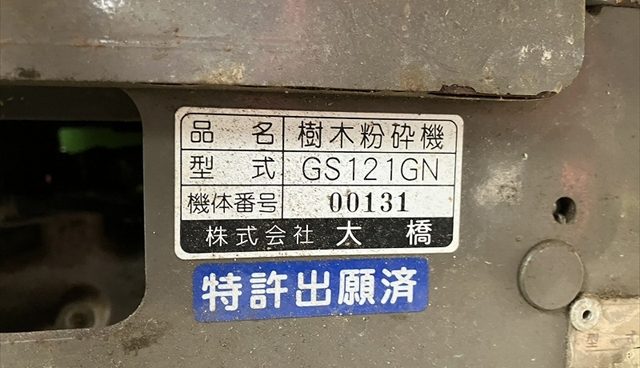 品名 樹木粉砕機
型式 GS121GN
機体番号 00131
株式会社 大橋
特許出願済